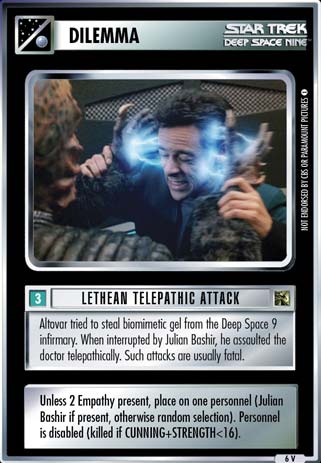 DILEMMA
STAR TREK
DEEP SPACE NINE
NOT ENDORSED BY CBS OR PARAMOUNT PICTURES
3
LETHEAN TELEPATHIC ATTACK
Altovar tried to steal biomimetic gel from the Deep Space 9
infirmary. When interrupted by Julian Bashir, he assaulted the
doctor telepathically. Such attacks are usually fatal.
Unless 2 Empathy present, place on one personnel (Julian
Bashir if present, otherwise random selection). Personnel
is disabled (killed if CUNNING+STRENGTH<16).
6 V